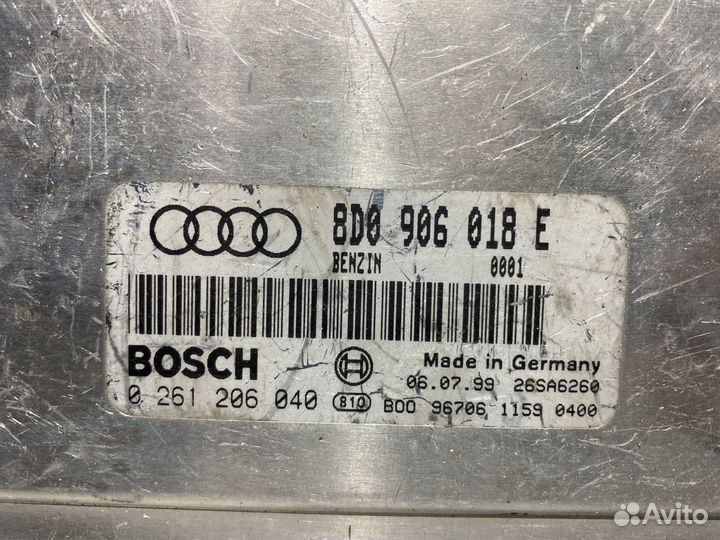 8D0 906 018 E
BENZIN 0001
BOSCH Made in Germany
06.07.99 26SA6260
0 261 206 040 810 B00 96706 1159 0400
Avito